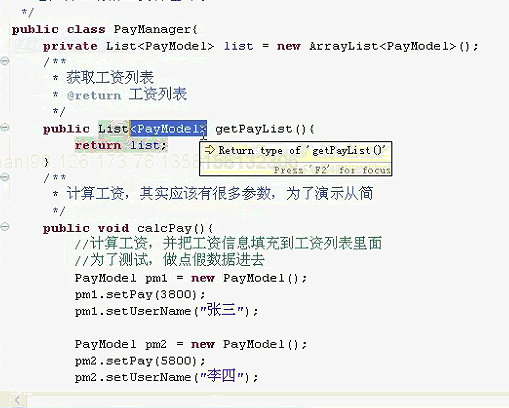 */
public class PayManager{
private List<PayModel> list = new ArrayList<PayModel>();
/**
* 获取工资列表
* @return 工资列表
*/
public List<PayModel> getPayList(){
return list;
Return type of 'getPayList()'
Press 'F2' for focus
}
/**
* 计算工资，其实应该有很多参数，为了演示从简
*/
public void calcPay(){
//计算工资，并把工资信息填充到工资列表里面
//为了测试，做点假数据进去
PayModel pm1 = new PayModel();
pm1.setPay(3800);
pm1.setUserName("张三");
PayModel pm2 = new PayModel();
pm2.setPay(5800);
pm2.setUserName("李四");